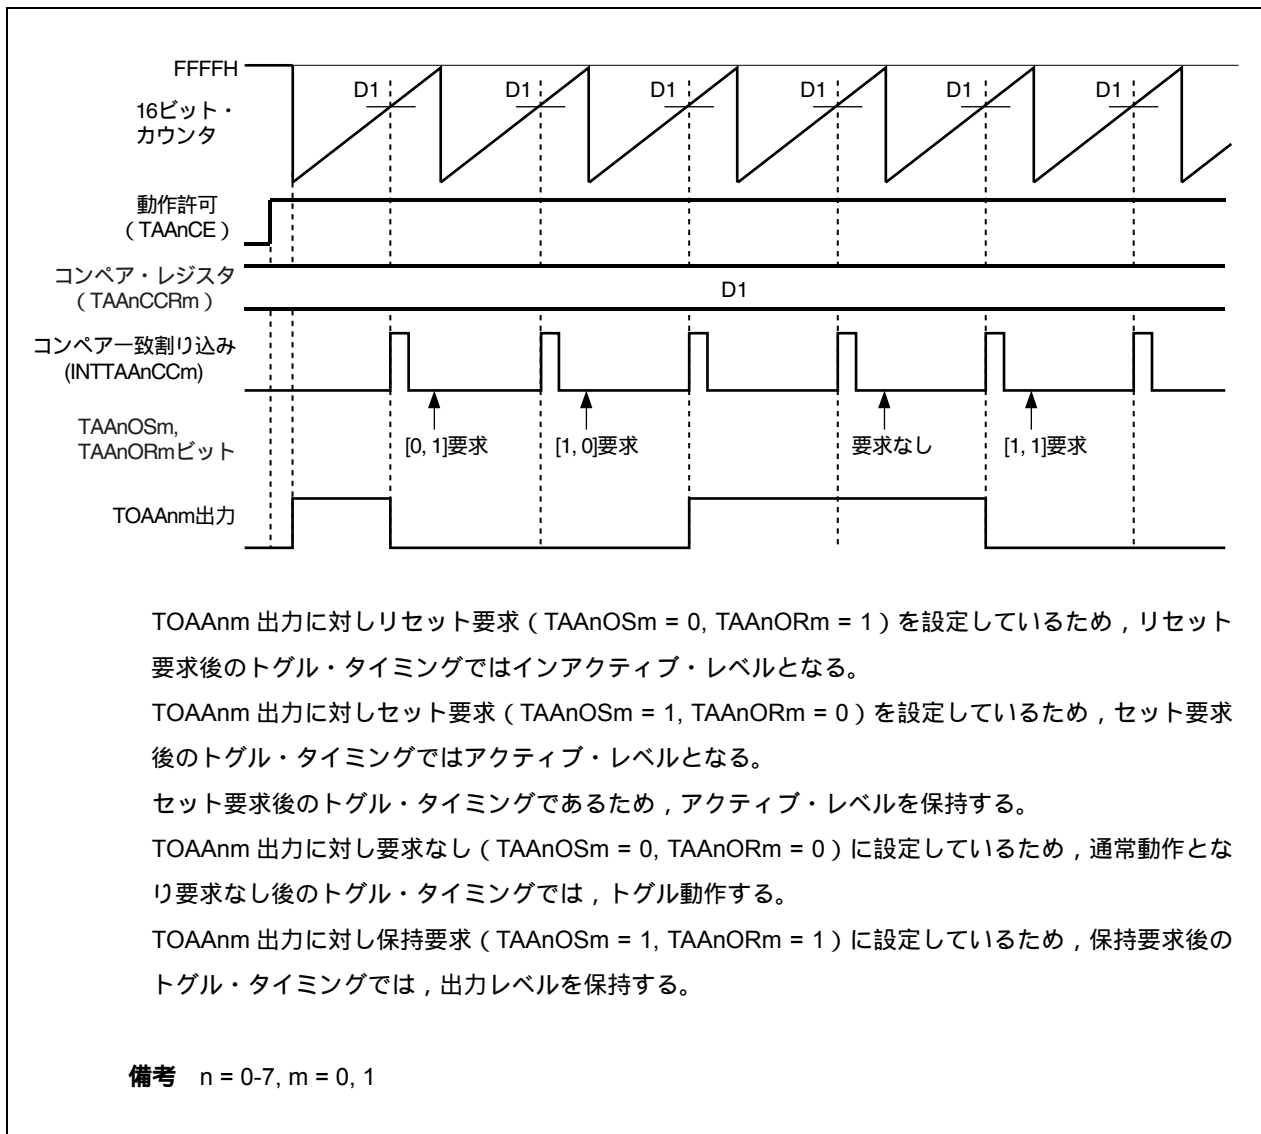 FFFFH
16ビット・
カウンタ
D1 D1 D1 D1 D1 D1
動作許可
（TAAnCE）
コンペア・レジスタ
（TAAnCCRm）
D1
コンペア一致割り込み
(INTTAAnCCm)
TAAnOSm,
TAAnORmビット
[0, 1]要求 [1, 0]要求 要求なし [1, 1]要求
TOAAnm出力
TOAAnm 出力に対しリセット要求（TAAnOSm = 0, TAAnORm = 1）を設定しているため，リセット
要求後のトグル・タイミングではインアクティブ・レベルとなる。
TOAAnm 出力に対しセット要求（TAAnOSm = 1, TAAnORm = 0）を設定しているため，セット要求
後のトグル・タイミングではアクティブ・レベルとなる。
セット要求後のトグル・タイミングであるため，アクティブ・レベルを保持する。
TOAAnm 出力に対し要求なし（TAAnOSm = 0, TAAnORm = 0）に設定しているため，通常動作とな
り要求なし後のトグル・タイミングでは，トグル動作する。
TOAAnm 出力に対し保持要求（TAAnOSm = 1, TAAnORm = 1）に設定しているため，保持要求後の
トグル・タイミングでは，出力レベルを保持する。
備考 n = 0-7, m = 0, 1